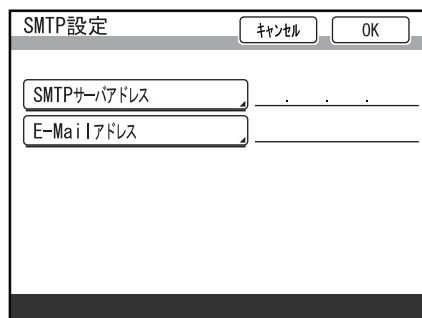 SMTP設定
ｷｬﾝｾﾙ
OK
SMTPｻｰﾊﾞｱﾄﾞﾚｽ
. . .
E-Mailｱﾄﾞﾚｽ